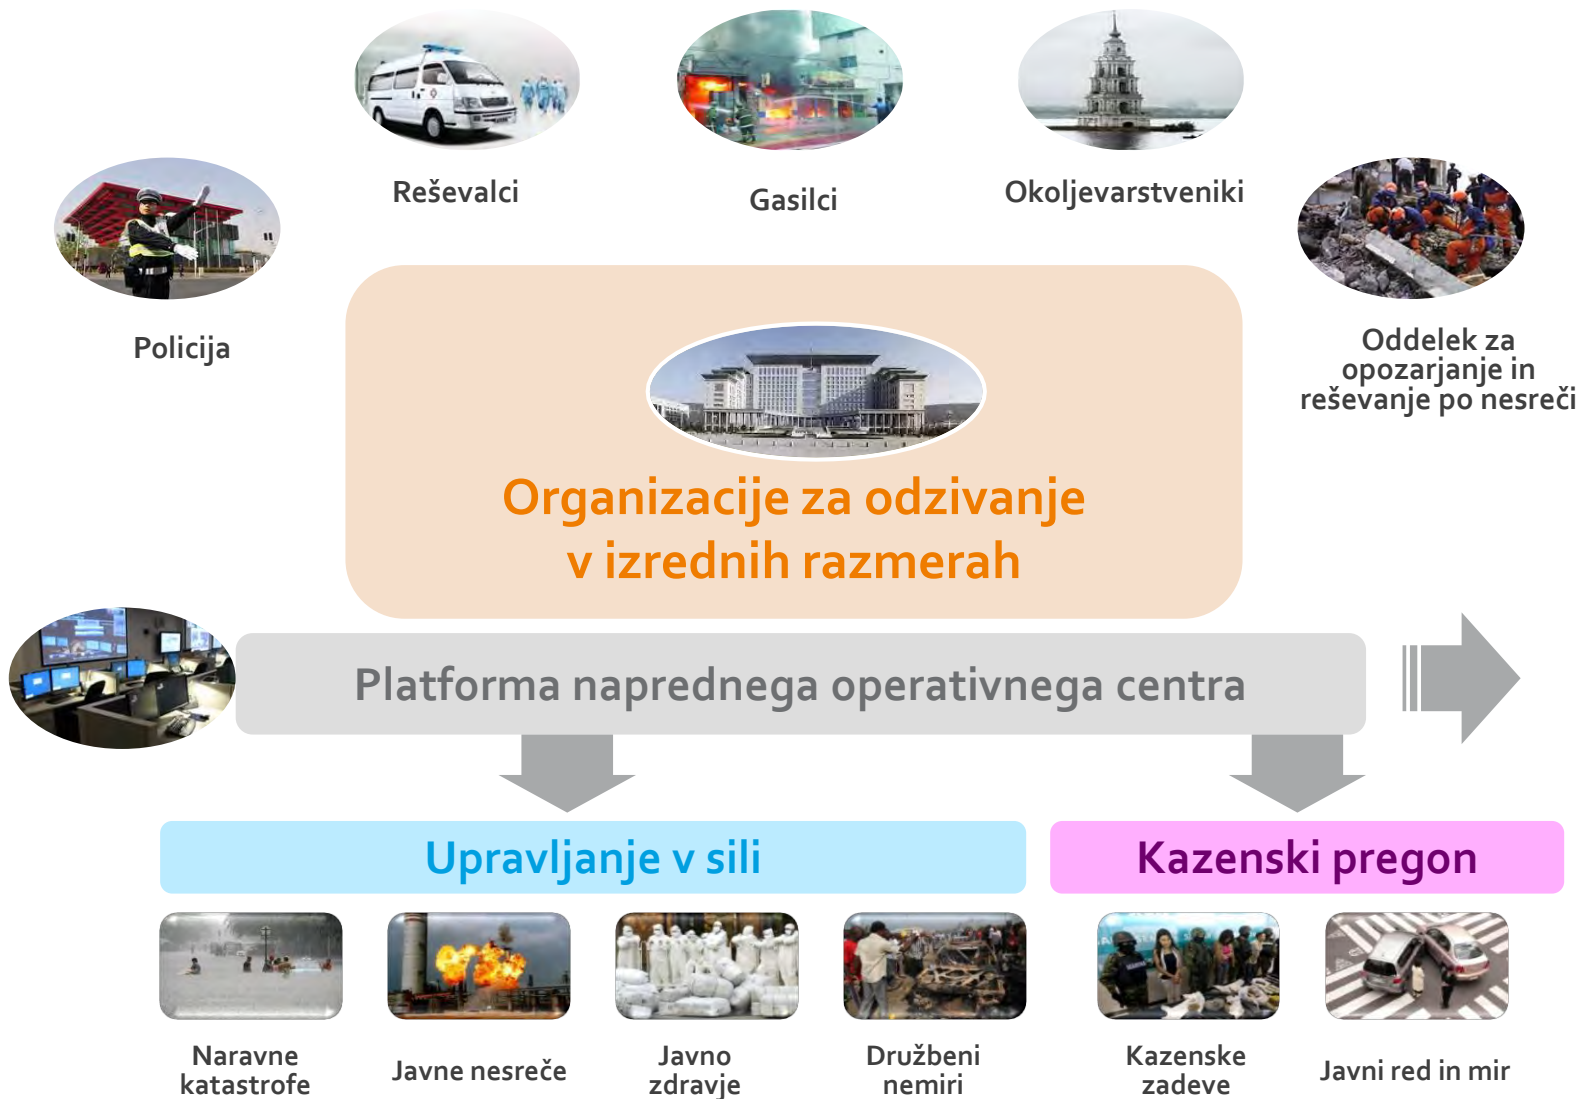 Reševalci
Gasilci
Okoljevarstveniki
Policija
Oddelek za
opozarjanje in
reševanje po nesreči
Organizacije za odzivanje
v izrednih razmerah
Platforma naprednega operativnega centra
Upravljanje v sili
Kazenski pregon
Naravne
katastrofe
Javne nesreče
Javno
zdravje
Družbeni
nemiri
Kazenske
zadeve
Javni red in mir